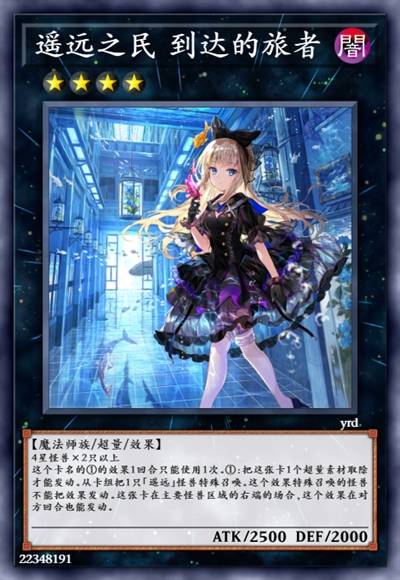 遥远之民 到达的旅者 闇
yrd
【魔法师族/超量/效果】
4星怪兽×2只以上
这个卡名的①的效果1回合只能使用1次。①:把这张卡1个超量素材取除
才能发动。从卡组把1只「遥远」怪兽特殊召唤。这个效果特殊召唤的怪兽
不能把效果发动。这张卡在主要怪兽区域的右端的场合,这个效果在对
方回合也能发动。
ATK/2500 DEF/2000
22348191